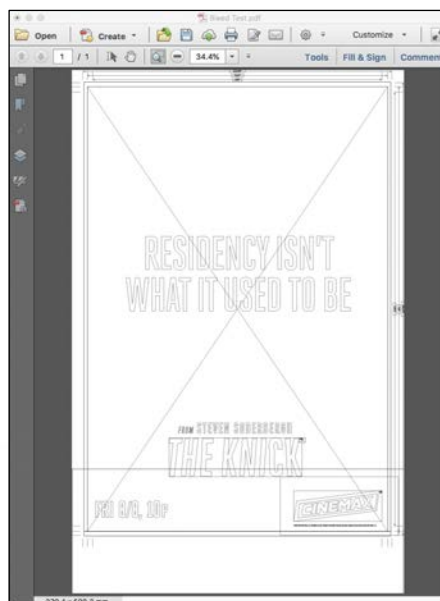 Bleed Test.pdf
Open Create Customize
1 / 1 34.4% Tools Fill & Sign Comment
RESIDENCY ISN'T
WHAT IT USED TO BE
FROM STEVEN SODERBERGH
THE KNICK
FRI 8/8, 10P
CINEMAX